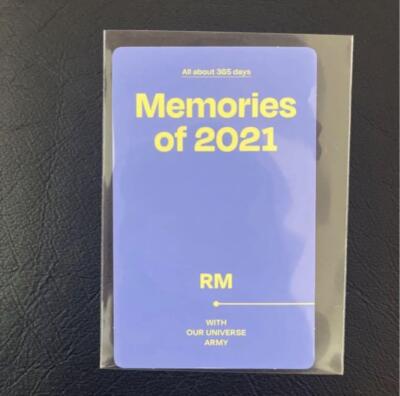 All about 365 days
Memories
of 2021
RM
WITH
OUR UNIVERSE
ARMY